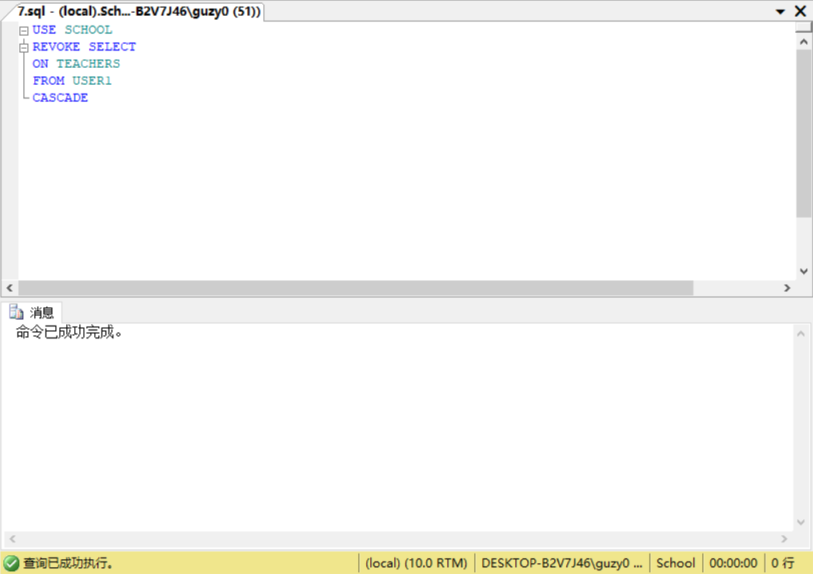 7.sql - (local).Sch...-B2V7J46\guzy0 (51))
USE SCHOOL
REVOKE SELECT
ON TEACHERS
FROM USER1
CASCADE
消息
命令已成功完成。
查询已成功执行。
(local) (10.0 RTM)
DESKTOP-B2V7J46\guzy0 ...
School
00:00:00
0 行